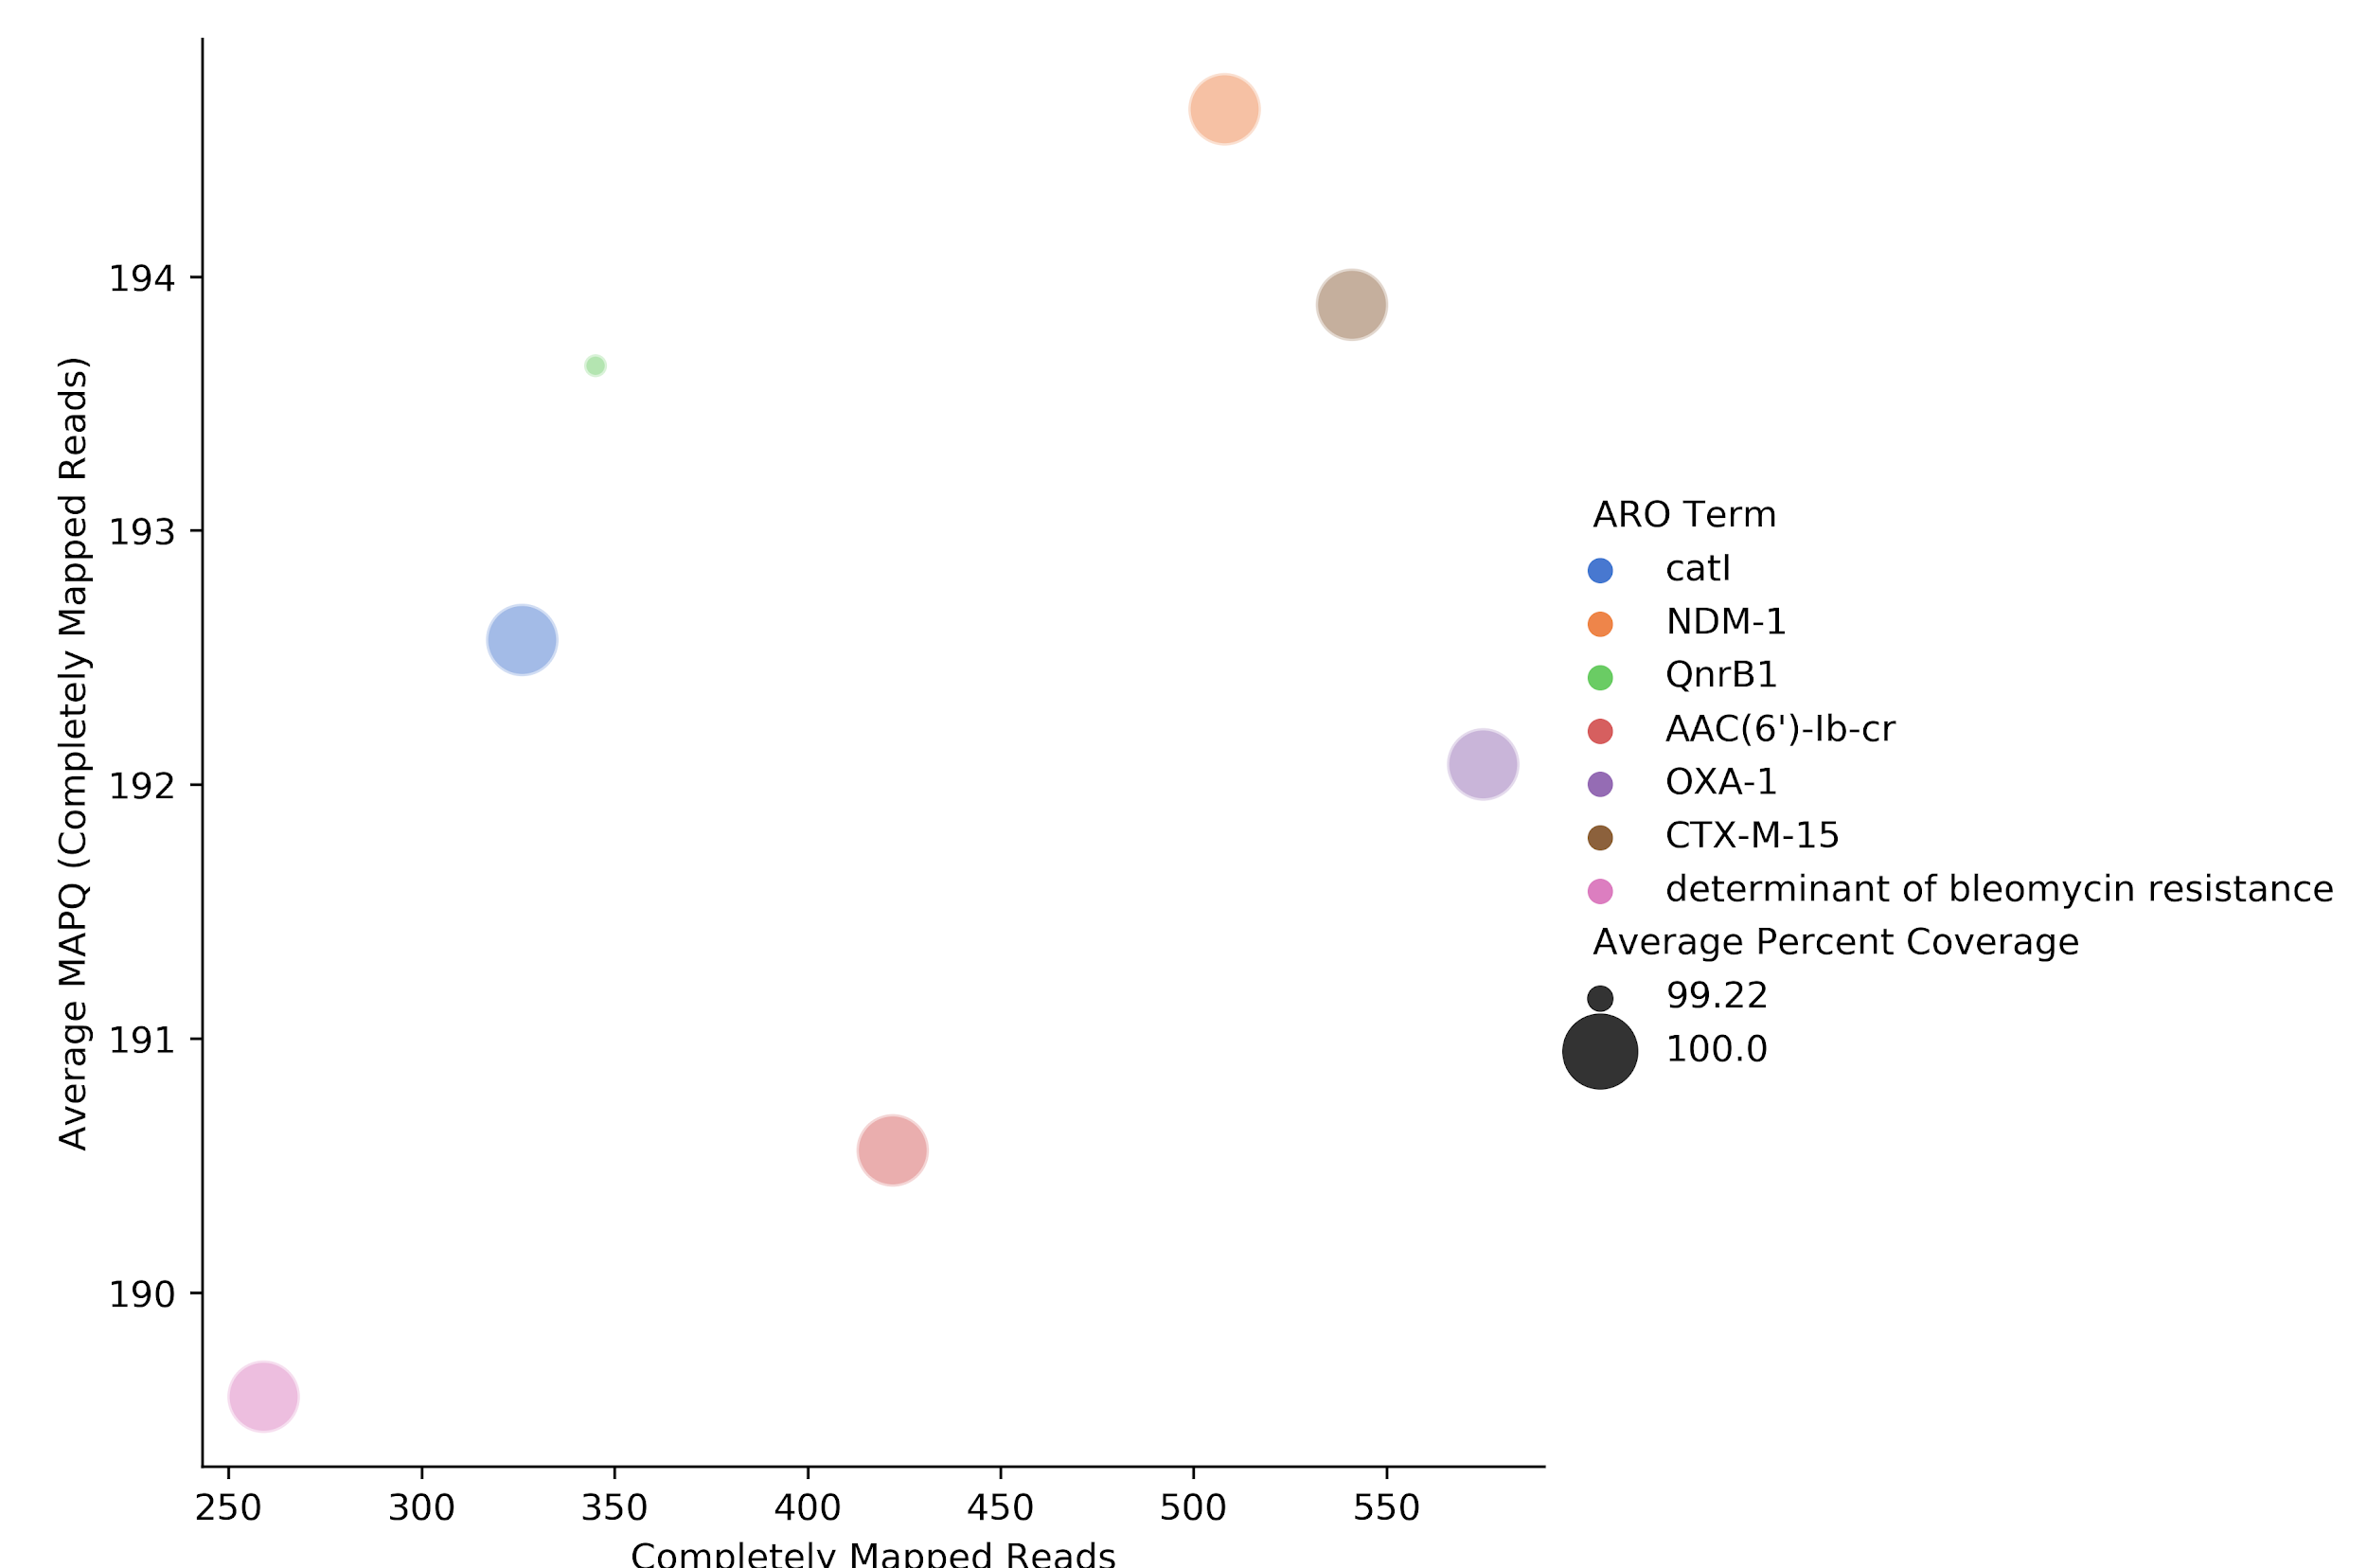 Average MAPQ (Completely Mapped Reads)
194
193
192
191
190
250 300 350 400 450 500 550
Completely Mapped Reads
ARO Term
catI
NDM-1
QnrB1
AAC(6')-Ib-cr
OXA-1
CTX-M-15
determinant of bleomycin resistance
Average Percent Coverage
99.22
100.0